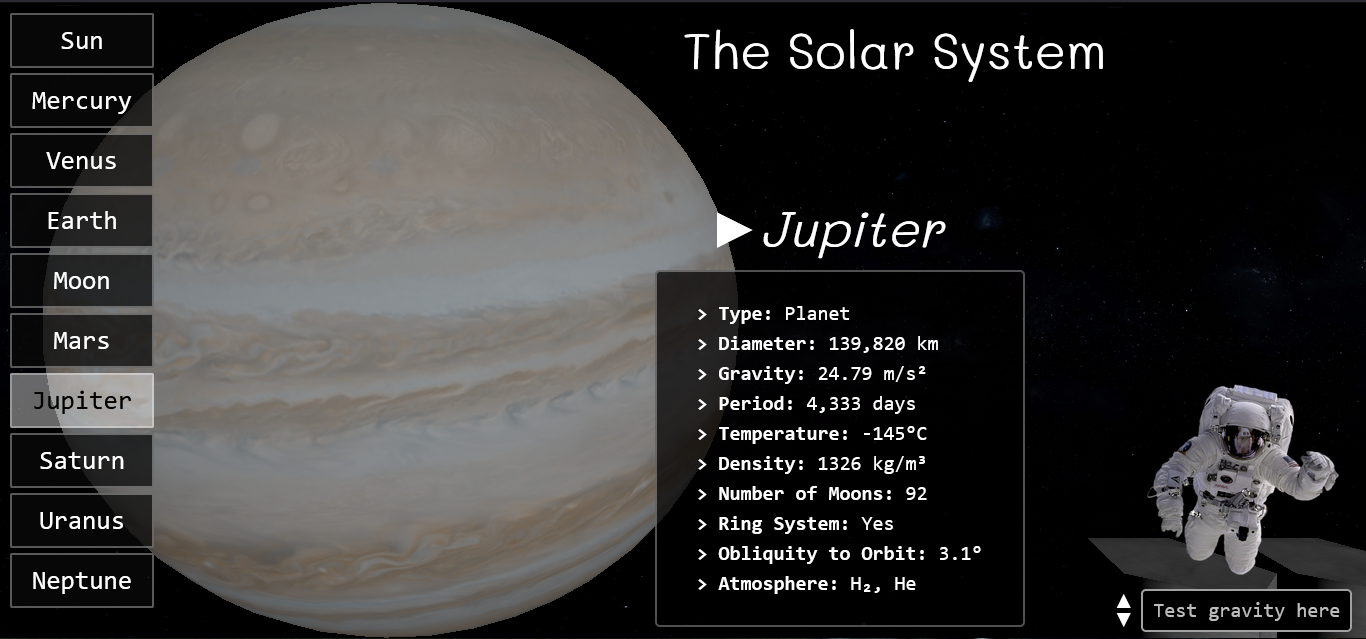 The Solar System
Sun
Mercury
Venus
Earth
Moon
Mars
Jupiter
Saturn
Uranus
Neptune
Jupiter
> Type: Planet
> Diameter: 139,820 km
> Gravity: 24.79 m/s²
> Period: 4,333 days
> Temperature: -145°C
> Density: 1326 kg/m³
> Number of Moons: 92
> Ring System: Yes
> Obliquity to Orbit: 3.1°
> Atmosphere: H₂, He
Test gravity here